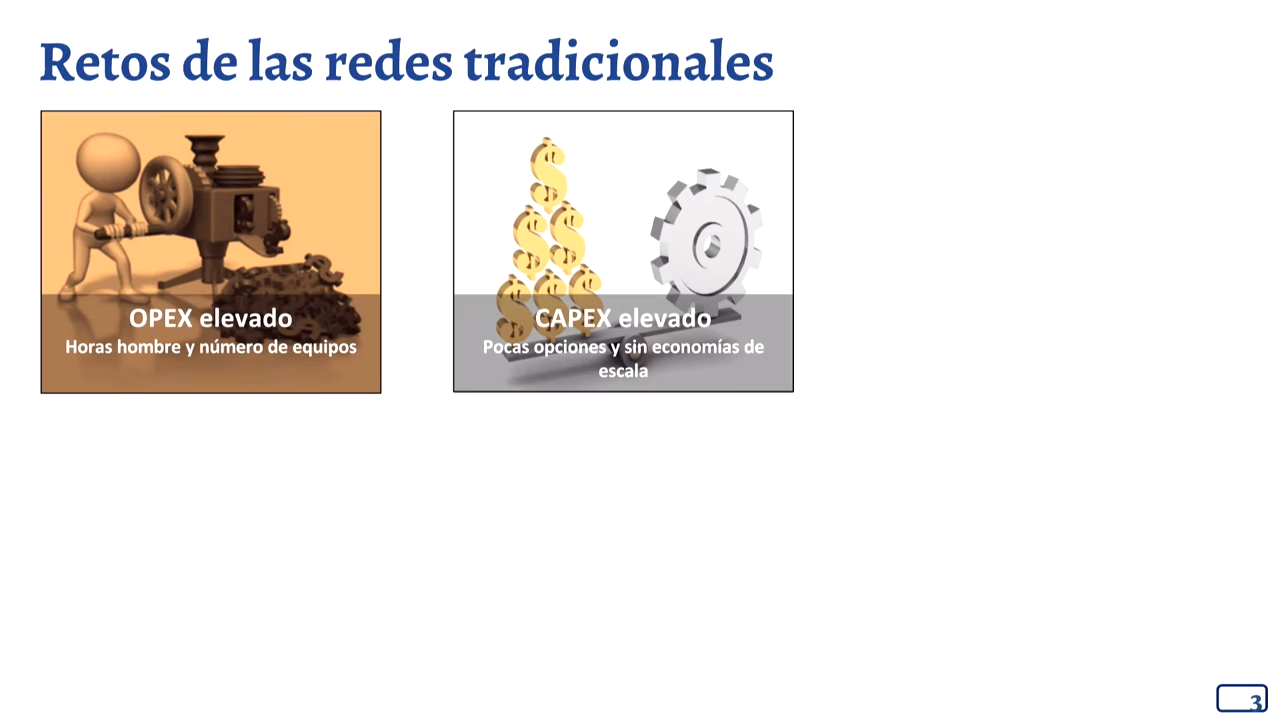 Retos de las redes tradicionales
OPEX elevado
Horas hombre y número de equipos
CAPEX elevado
Pocas opciones y sin economías de
escala
3